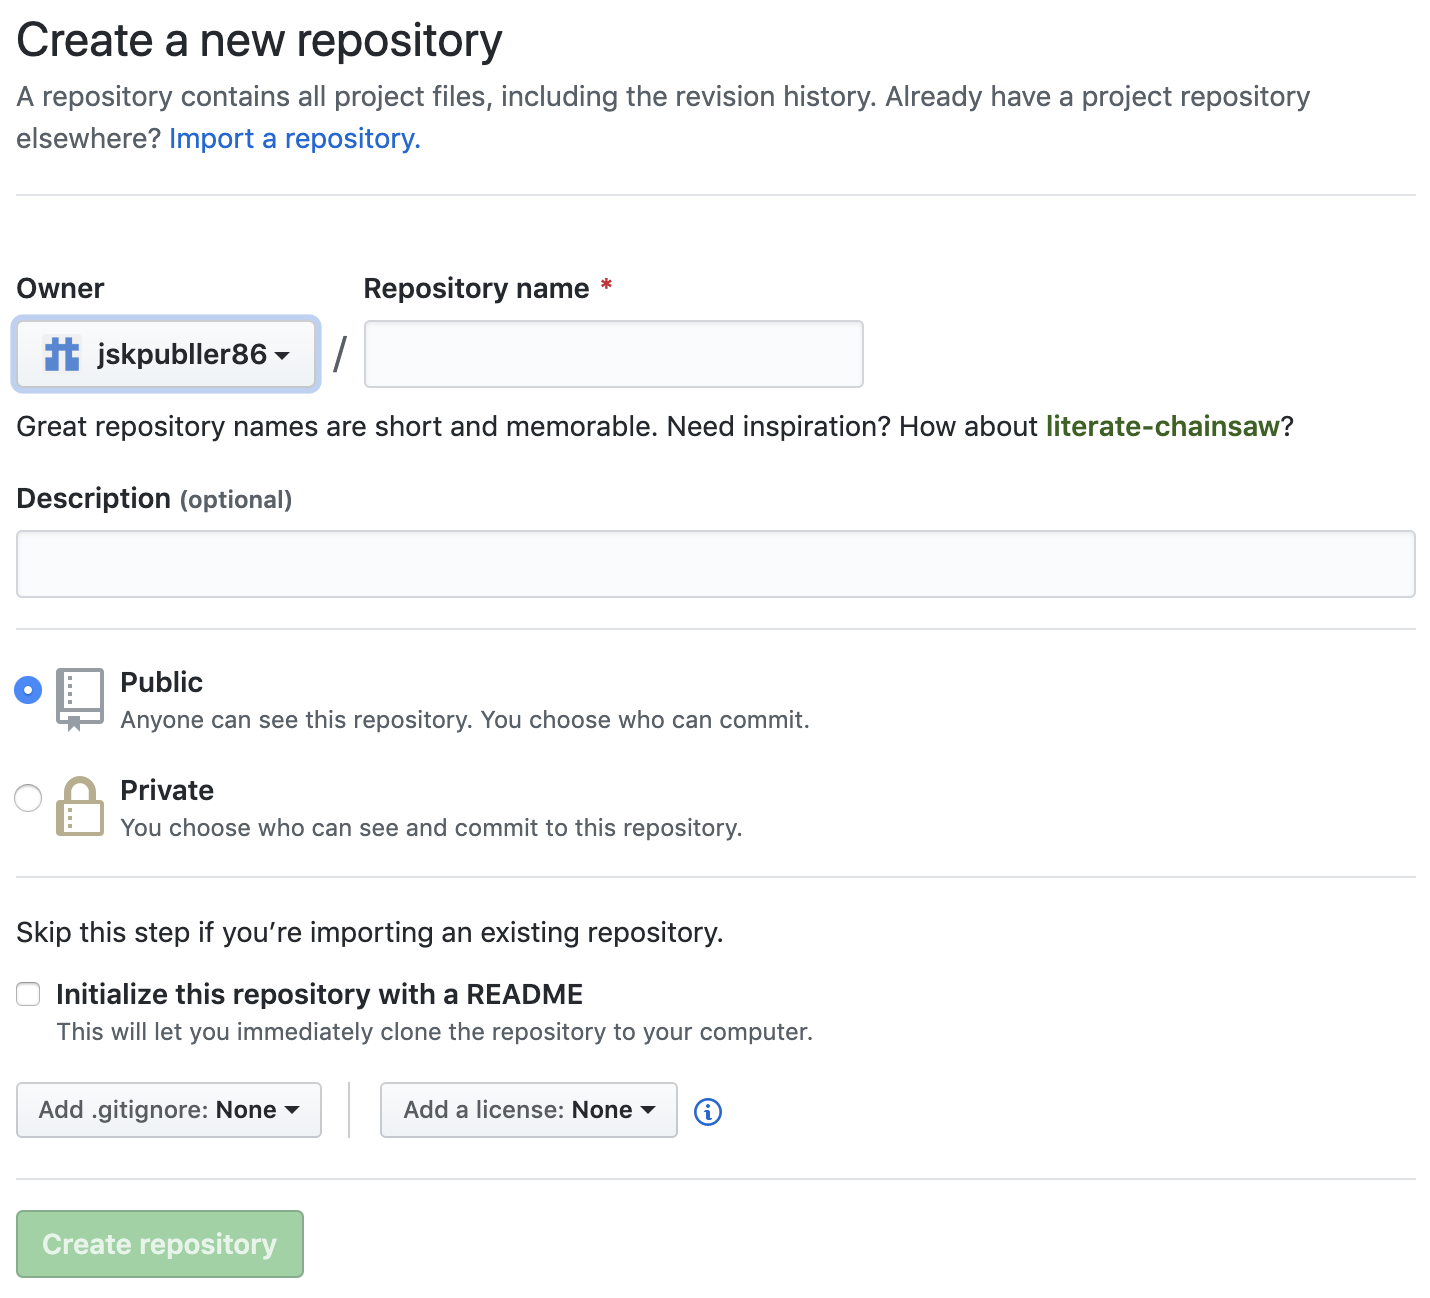 Create a new repository
A repository contains all project files, including the revision history. Already have a project repository
elsewhere? Import a repository.
Owner
Repository name *
jskpubller86 /
Great repository names are short and memorable. Need inspiration? How about literate-chainsaw?
Description (optional)
Public
Anyone can see this repository. You choose who can commit.
Private
You choose who can see and commit to this repository.
Skip this step if you’re importing an existing repository.
Initialize this repository with a README
This will let you immediately clone the repository to your computer.
Add .gitignore: None
Add a license: None
Create repository